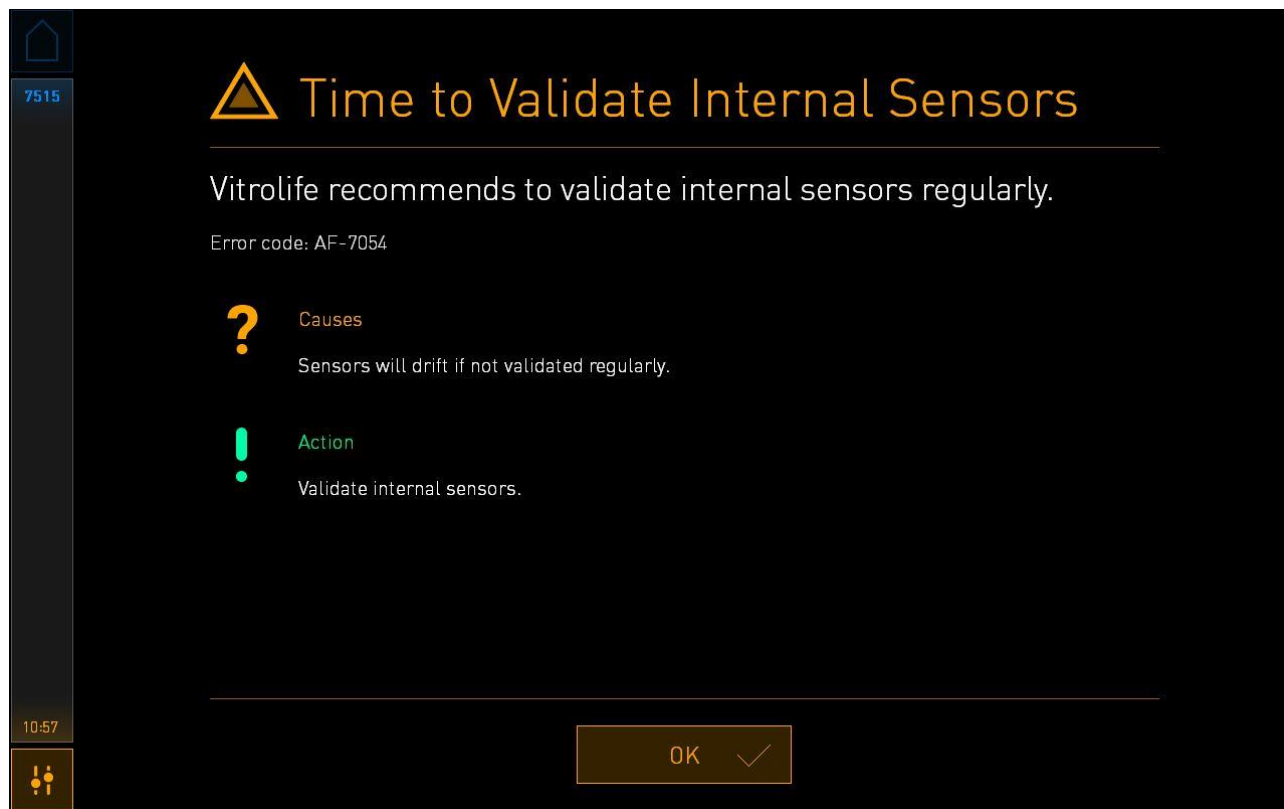 7515
Time to Validate Internal Sensors
Vitrolife recommends to validate internal sensors regularly.
Error code: AF-7054
Causes
Sensors will drift if not validated regularly.
Action
Validate internal sensors.
10:57
OK